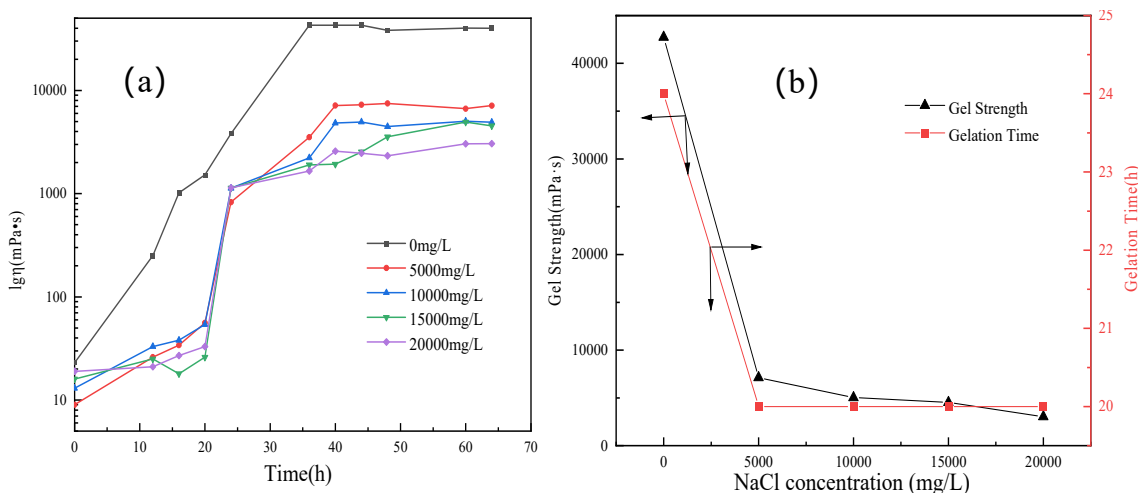 (a)
lgη(mPa•s)
10000
1000
100
10
0mg/L
5000mg/L
10000mg/L
15000mg/L
20000mg/L
0 10 20 30 40 50 60 70
Time(h)
(b)
Gel Strength(mPa·s)
40000
30000
20000
10000
0
Gel Strength
Gelation Time
25
24
23
22
21
20
Gelation Time(h)
0 5000 10000 15000 20000
NaCl concentration (mg/L)